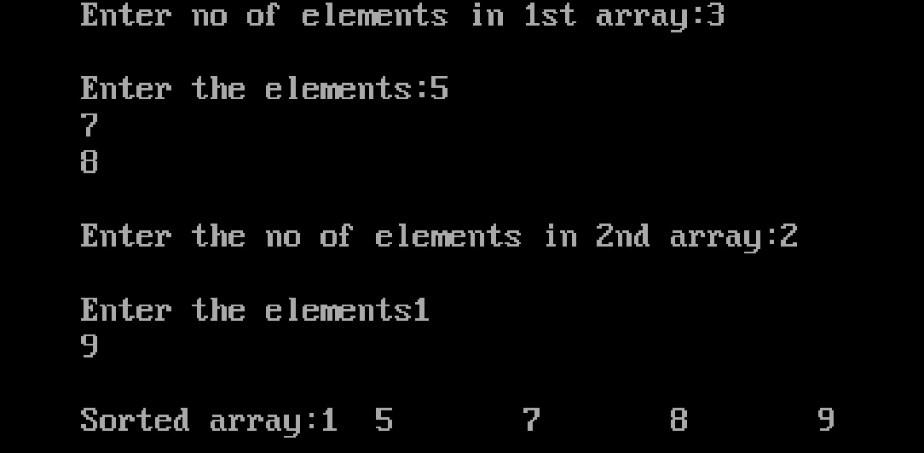 Enter no of elements in 1st array:3
Enter the elements:5
7
8
Enter the no of elements in 2nd array:2
Enter the elements1
9
Sorted array:1 5 7 8 9